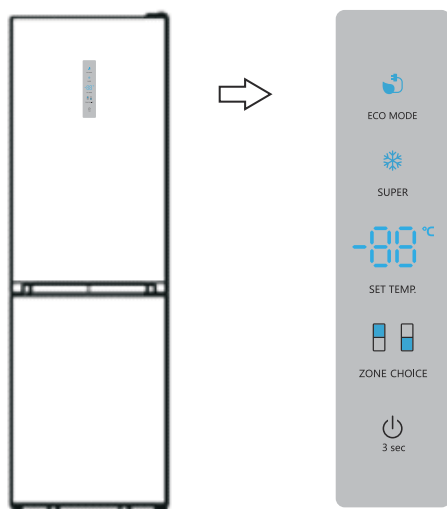 ECO MODE
SUPER
-88 °C
SET TEMP.
ZONE CHOICE
3 sec